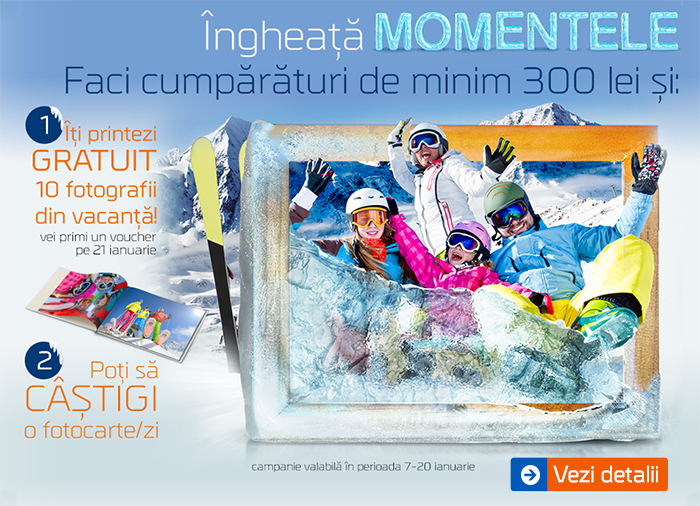 Îngheață MOMENTELE
Faci cumpărături de minim 300 lei și:
1
Îți printezi
GRATUIT
10 fotografii
din vacanță!
vei primi un voucher
pe 21 ianuarie
2
Poți să
CÂȘTIGI
o fotocarte/zi
campanie valabilă în perioada 7-20 ianuarie
Vezi detalii